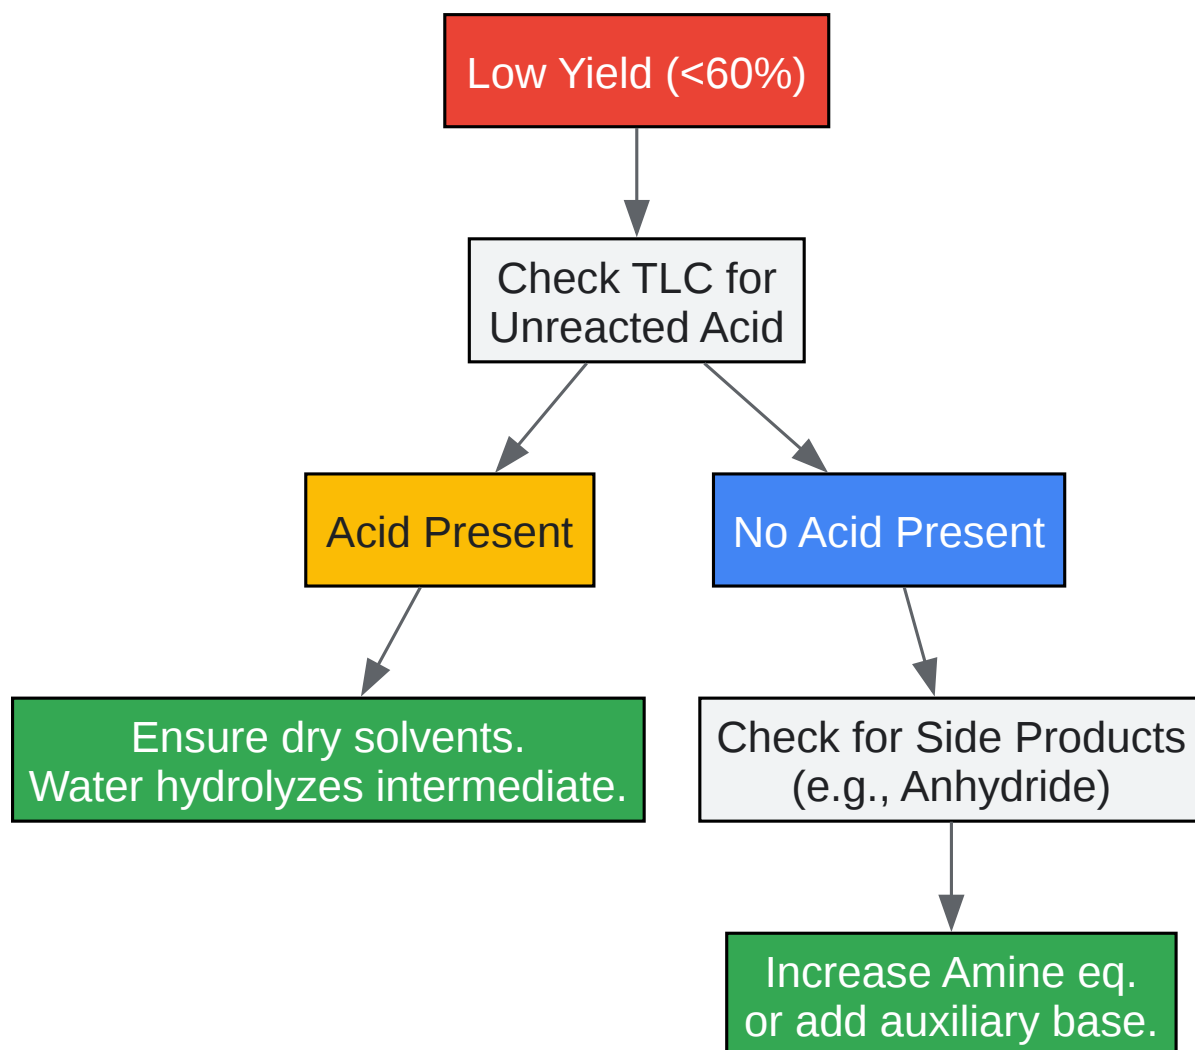 Low Yield (<60%)
Check TLC for
Unreacted Acid
Acid Present
No Acid Present
Ensure dry solvents.
Water hydrolyzes intermediate.
Check for Side Products
(e.g., Anhydride)
Increase Amine eq.
or add auxiliary base.